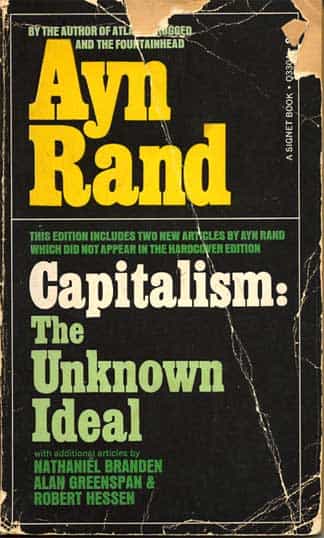 BY THE AUTHOR OF
AND THE FOUNTAINHEAD
Ayn
Rand
A SIGNET BOOK •
THIS EDITION INCLUDES TWO NEW ARTICLES BY AYN RAND
WHICH DID NOT APPEAR IN THE HARDCOVER EDITION
Capitalism:
The
Unknown
Ideal
with additional articles by
NATHANIEL BRANDEN
ALAN GREENSPAN &
ROBERT HESSEN